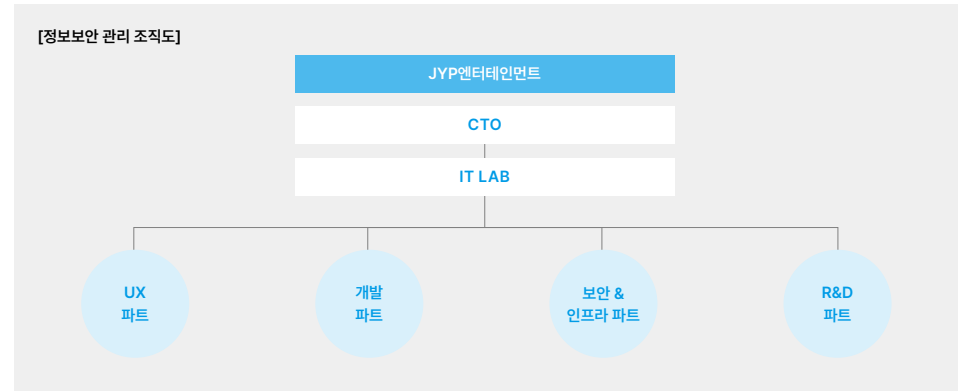 [정보보안 관리 조직도]
JYP엔터테인먼트
CTO
IT LAB
UX
파트
개발
파트
보안 &
인프라 파트
R&D
파트